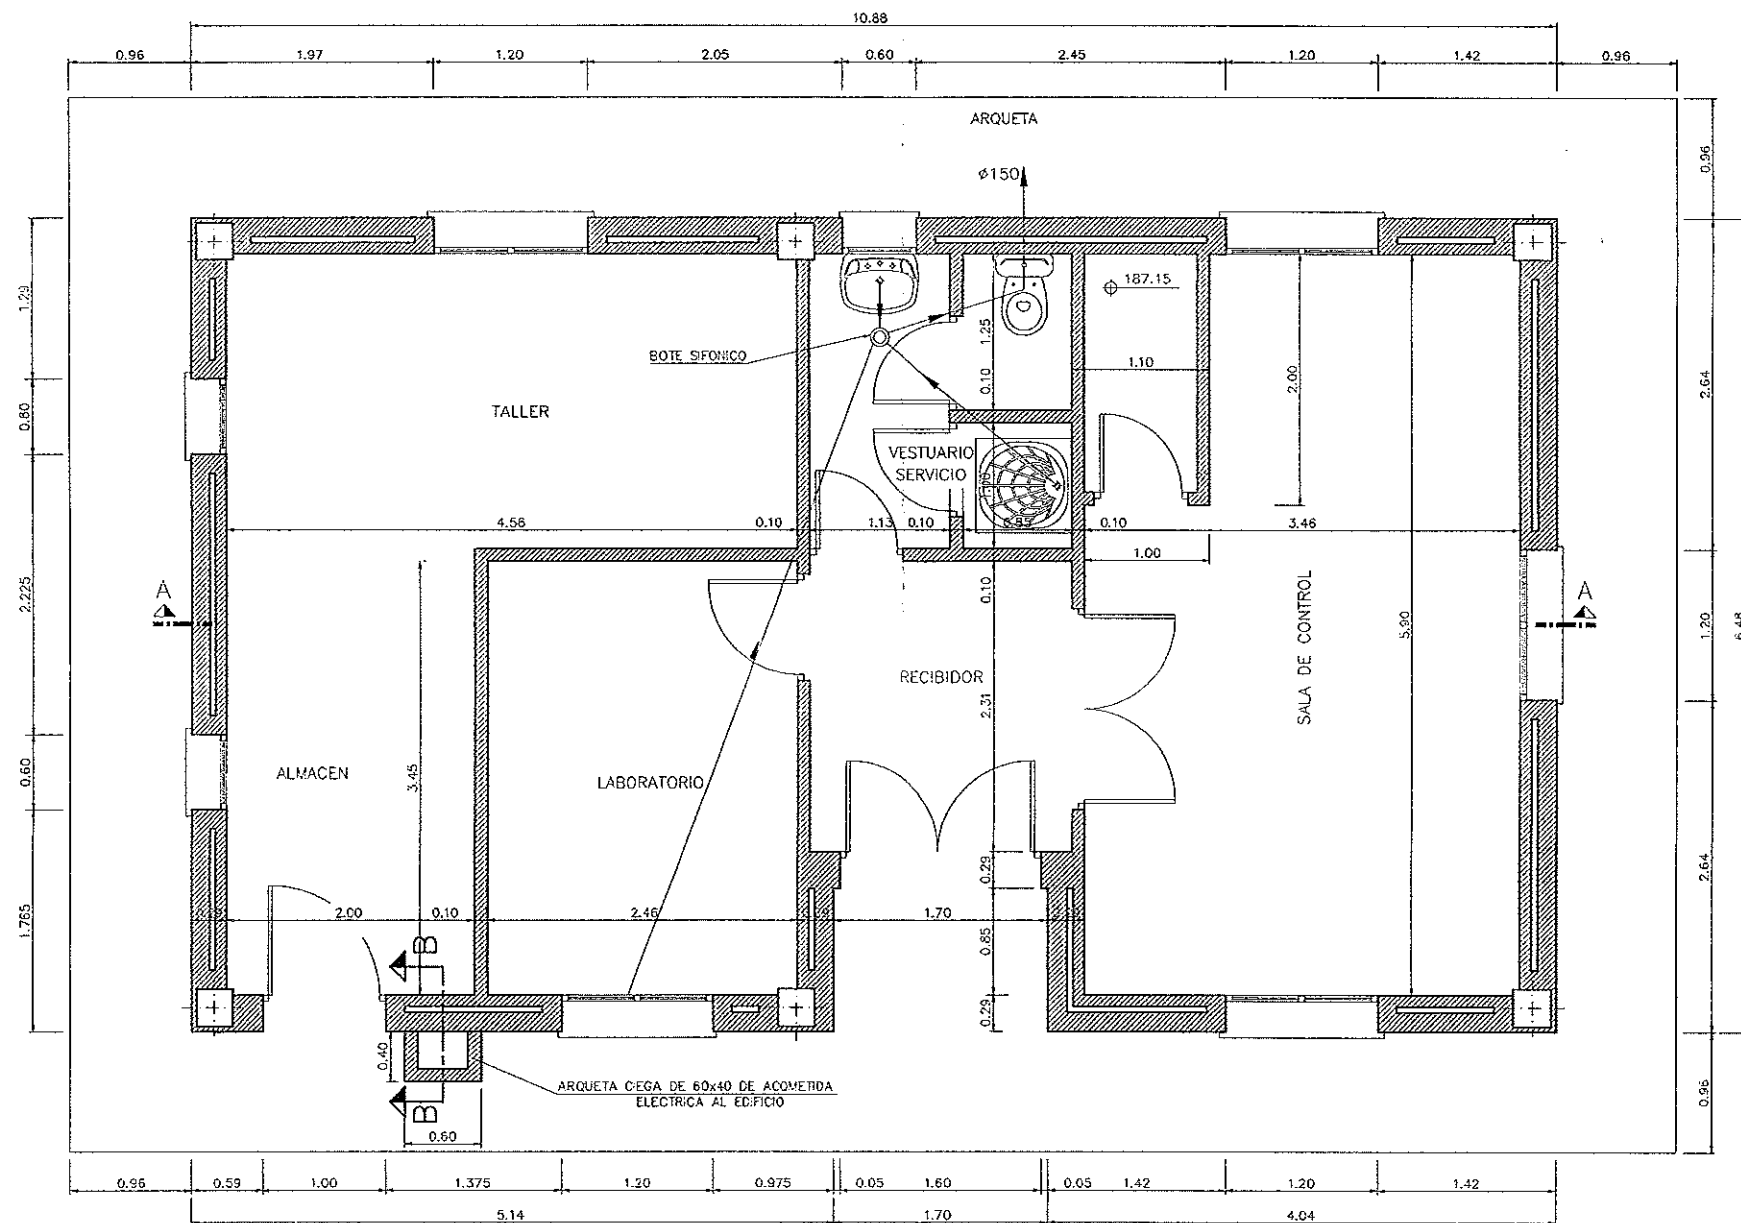 10.88
0.96 1.97 1.20 2.05 0.60 2.45 1.20 1.42 0.96
ARQUETA
0.96
ø150
1.29
187.15
1.25
BOTE SIFONICO
1.10
2.00
2.64
0.10
0.80
TALLER
VESTUARIO
SERVICIO
4.56 0.10 1.13 0.10 0.85 0.10 3.46
1.00
0.10
2.225
A
A
SALA DE CONTROL
5.90
1.20
6.48
RECIBIDOR
2.31
0.60
ALMACEN
3.45
LABORATORIO
0.29
2.64
1.765
2.00 0.10 2.46 1.70
0.85
B
0.29
0.40
ARQUETA CIEGA DE 60x40 DE ACOMETIDA
ELECTRICA AL EDIFICIO
B
0.60
0.96
0.96 0.59 1.00 1.375 1.20 0.975 0.05 1.60 0.05 1.42 1.20 1.42
5.14 1.70 4.04